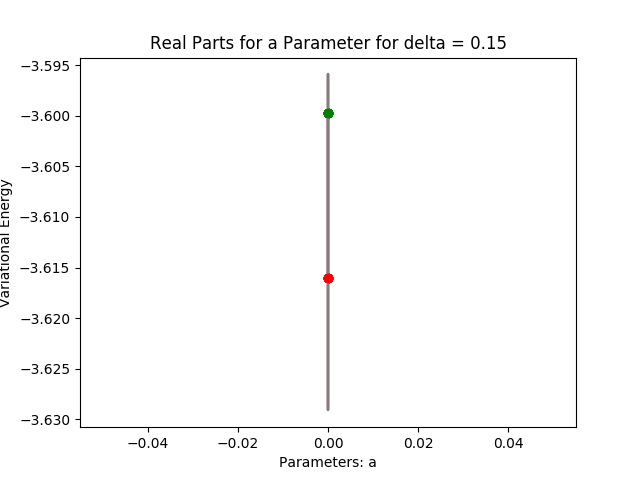 Real Parts for a Parameter for delta = 0.15
−3.595
−3.600
−3.605
−3.610
−3.615
−3.620
−3.625
−3.630
Variational Energy
−0.04 −0.02 0.00 0.02 0.04
Parameters: a